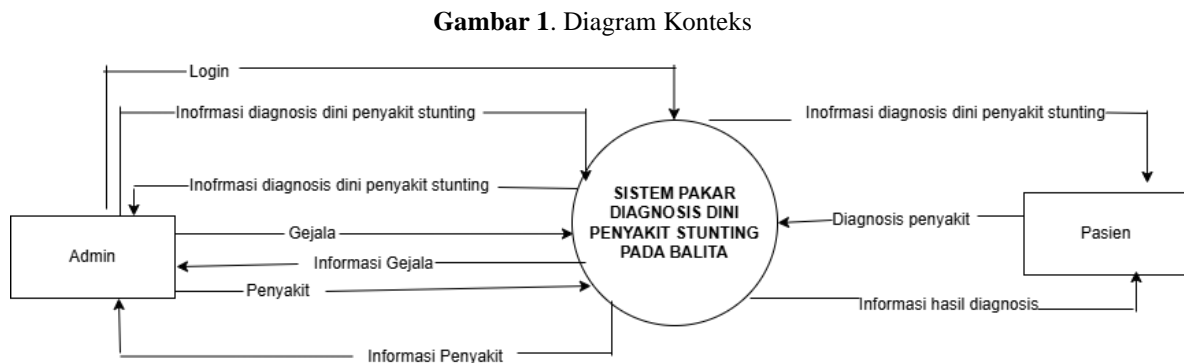 Gambar 1. Diagram Konteks
Login
Inofrmasi diagnosis dini penyakit stunting
Inofrmasi diagnosis dini penyakit stunting
Inofrmasi diagnosis dini penyakit stunting
SISTEM PAKAR
DIAGNOSIS DINI
PENYAKIT STUNTING
PADA BALITA
Admin
Gejala
Informasi Gejala
Penyakit
Informasi Penyakit
Diagnosis penyakit
Pasien
Informasi hasil diagnosis